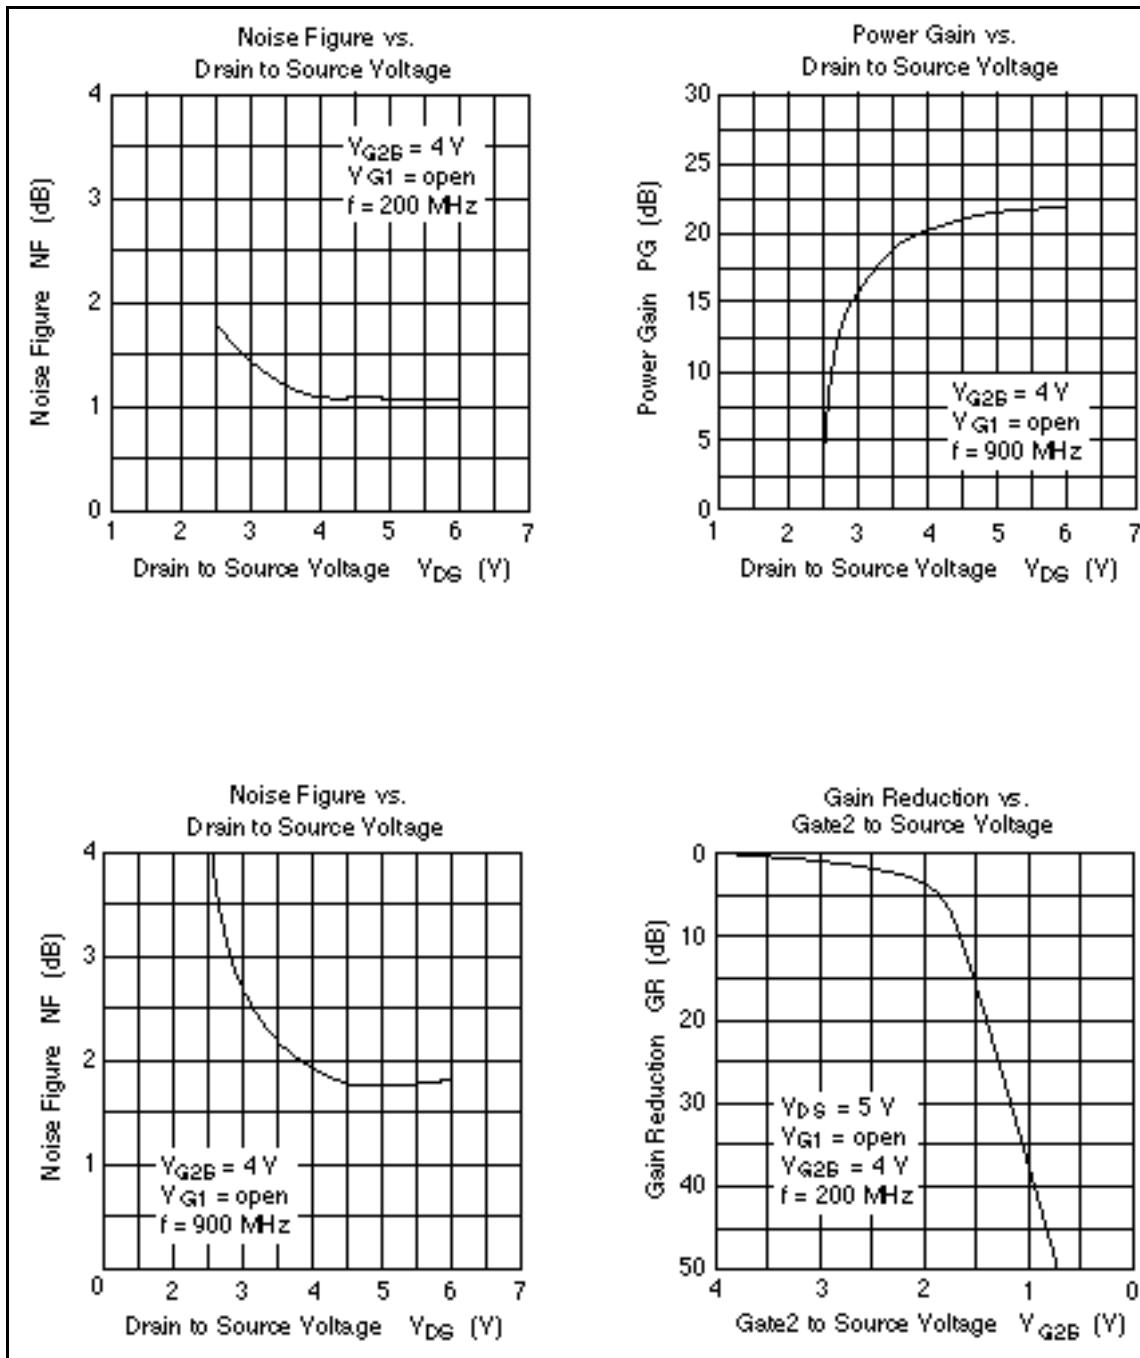 Noise Figure vs.
Drain to Source Voltage
4
3
2
1
0
1 2 3 4 5 6 7
Noise Figure NF (dB)
VG2S = 4 V
VG1 = open
f = 200 MHz
Drain to Source Voltage VDS (V)
Power Gain vs.
Drain to Source Voltage
30
25
20
15
10
5
0
1 2 3 4 5 6 7
Power Gain PG (dB)
VG2S = 4 V
VG1 = open
f = 900 MHz
Drain to Source Voltage VDS (V)
Noise Figure vs.
Drain to Source Voltage
4
3
2
1
0 2 3 4 5 6 7
Noise Figure NF (dB)
VG2S = 4 V
VG1 = open
f = 900 MHz
Drain to Source Voltage VDS (V)
Gain Reduction vs.
Gate2 to Source Voltage
0
10
20
30
40
50
4 3 2 1 0
Gain Reduction GR (dB)
VDS = 5 V
VG1 = open
VG2S = 4 V
f = 200 MHz
Gate2 to Source Voltage VG2S (V)